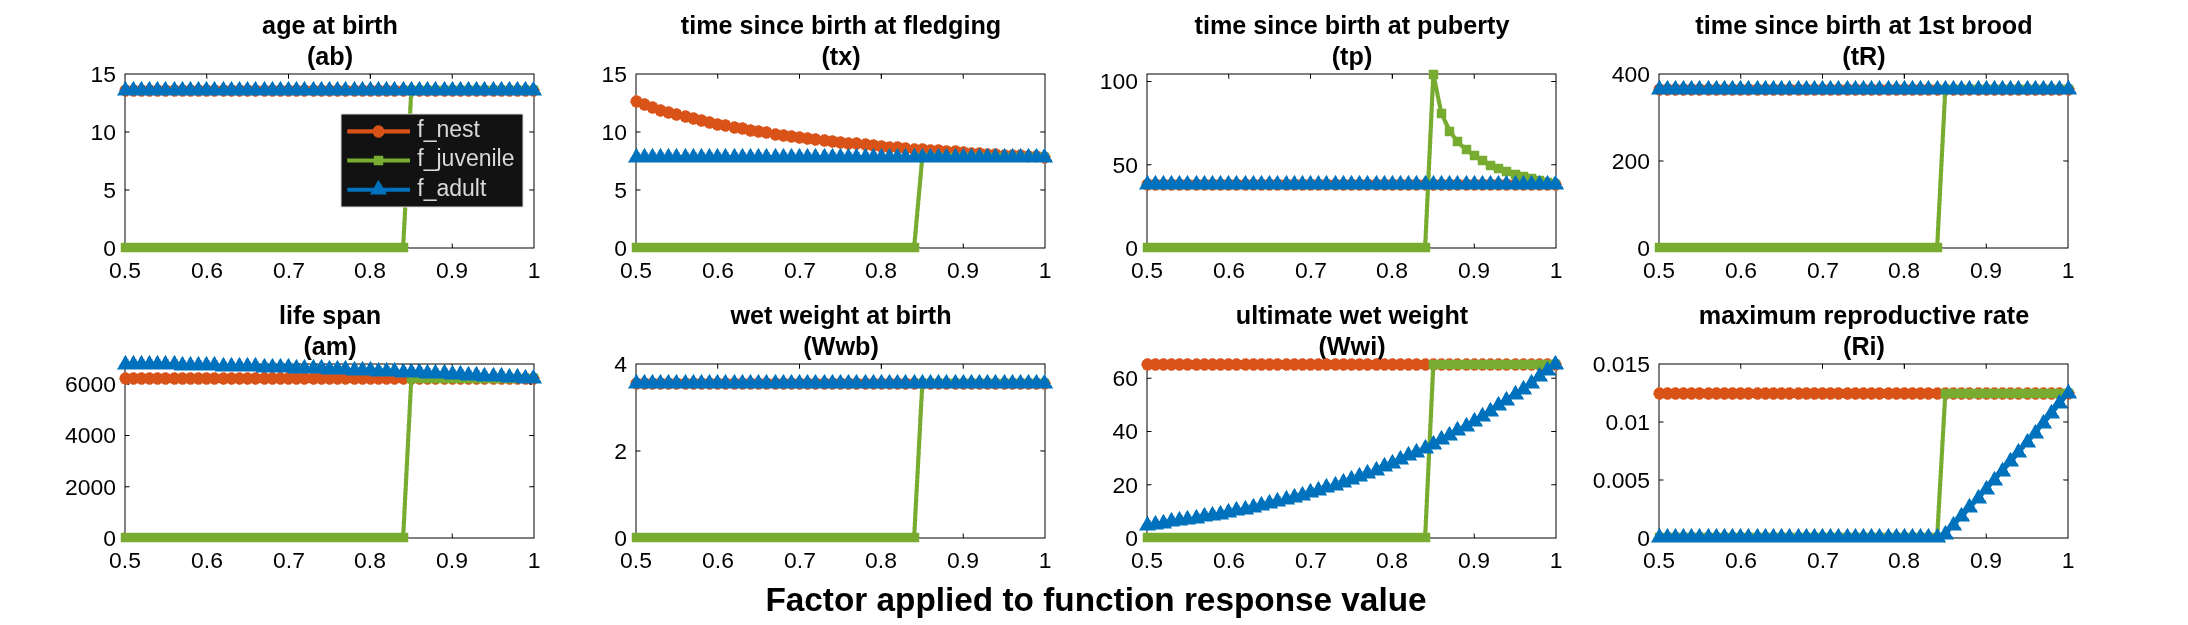 age at birth
(ab)
15
10
5
0
0.5 0.6 0.7 0.8 0.9 1
f_nest
f_juvenile
f_adult
time since birth at fledging
(tx)
15
10
5
0
0.5 0.6 0.7 0.8 0.9 1
time since birth at puberty
(tp)
100
50
0
0.5 0.6 0.7 0.8 0.9 1
time since birth at 1st brood
(tR)
400
200
0
0.5 0.6 0.7 0.8 0.9 1
life span
(am)
6000
4000
2000
0
0.5 0.6 0.7 0.8 0.9 1
wet weight at birth
(Wwb)
4
2
0
0.5 0.6 0.7 0.8 0.9 1
ultimate wet weight
(Wwi)
60
40
20
0
0.5 0.6 0.7 0.8 0.9 1
maximum reproductive rate
(Ri)
0.015
0.01
0.005
0
0.5 0.6 0.7 0.8 0.9 1
Factor applied to function response value